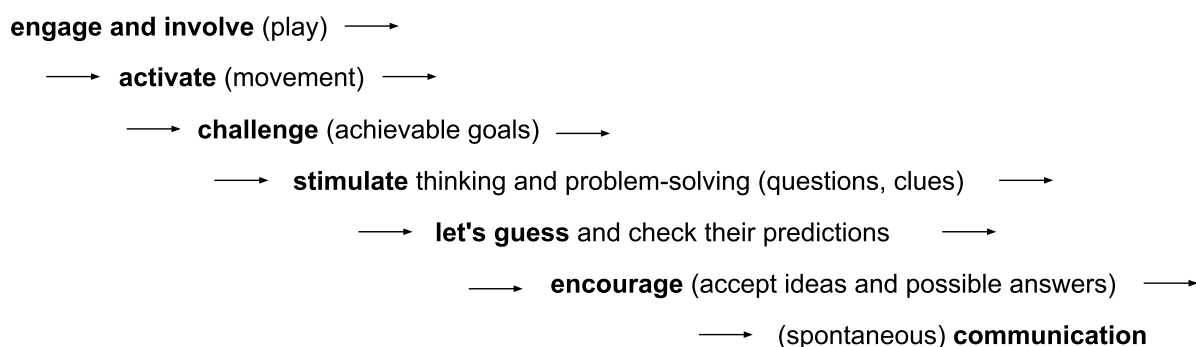 engage and involve (play)
activate (movement)
challenge (achievable goals)
stimulate thinking and problem-solving (questions, clues)
let's guess and check their predictions
encourage (accept ideas and possible answers)
(spontaneous) communication